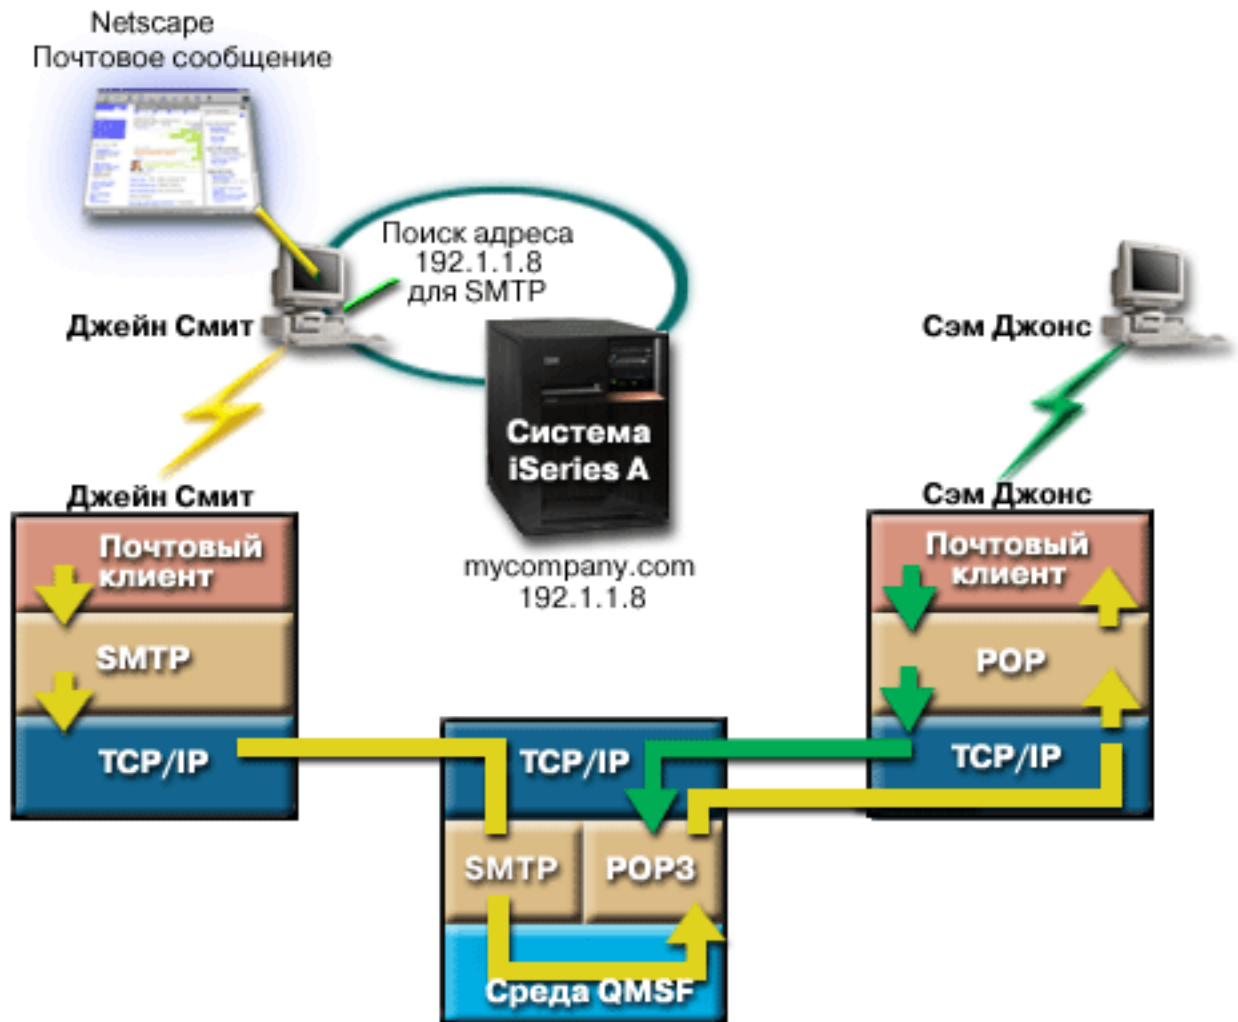 Netscape
Почтовое сообщение
Поиск адреса
192.1.1.8
для SMTP
Джейн Смит
Сэм Джонс
Система
iSeries A
mycompany.com
192.1.1.8
Джейн Смит
Почтовый
клиент
SMTP
TCP/IP
Сэм Джонс
Почтовый
клиент
POP
TCP/IP
TCP/IP
SMTP
POP3
Среда QMSF